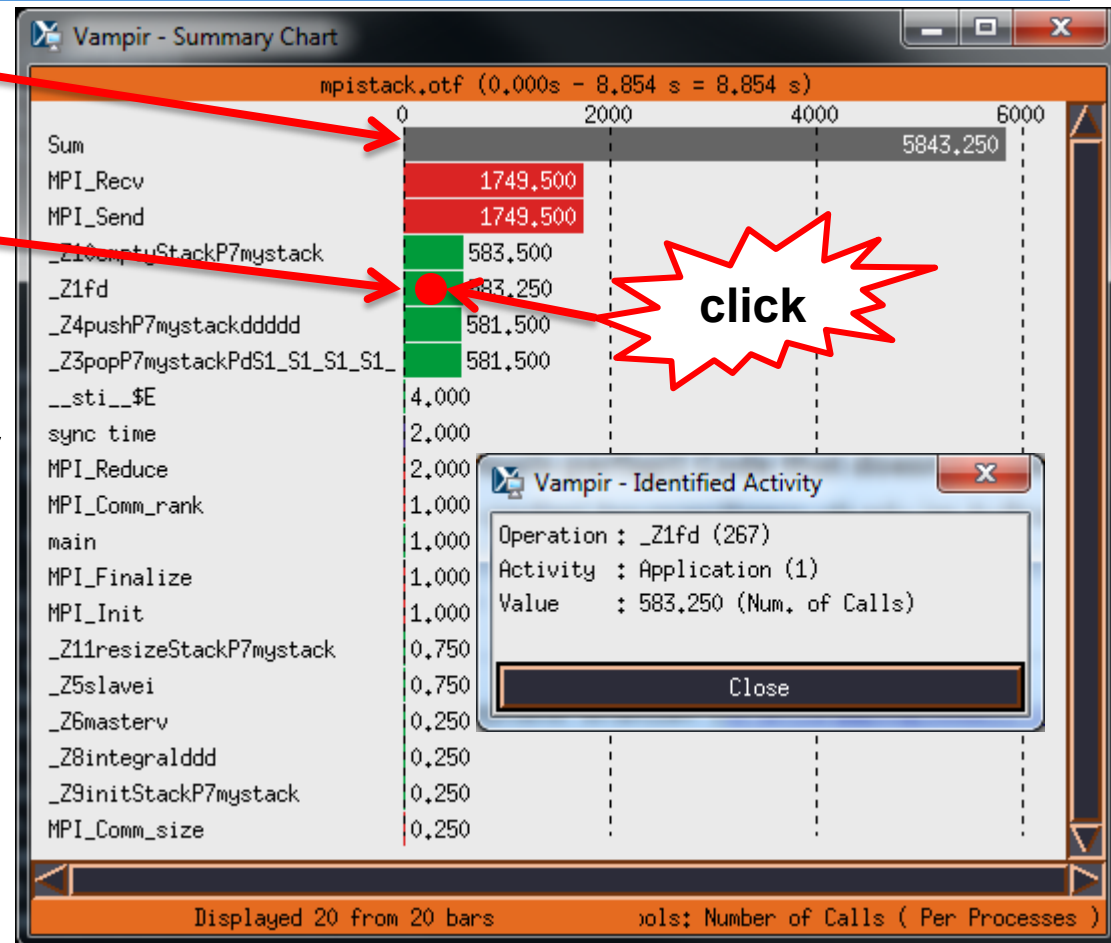 Vampir - Summary Chart
mpistack.otf (0.000s - 8.854 s = 8.854 s)
0 2000 4000 6000
Sum 5843.250
MPI_Recv 1749.500
MPI_Send 1749.500
_Z10emptyStackP7mystack 583.500
_Z1fd 583.250
click
_Z4pushP7mystackddddd 581.500
_Z3popP7mystackPdS1_S1_S1_S1_ 581.500
__sti__$E 4.000
sync time 2.000
MPI_Reduce 2.000
MPI_Comm_rank 1.000
main 1.000
MPI_Finalize 1.000
MPI_Init 1.000
_Z11resizeStackP7mystack 0.750
_Z5slavei 0.750
_Z6masterv 0.250
_Z8integralddd 0.250
_Z9initStackP7mystack 0.250
MPI_Comm_size 0.250
Vampir - Identified Activity
Operation : _Z1fd (267)
Activity : Application (1)
Value : 583.250 (Num. of Calls)
Close
Displayed 20 from 20 bars ols: Number of Calls ( Per Processes )